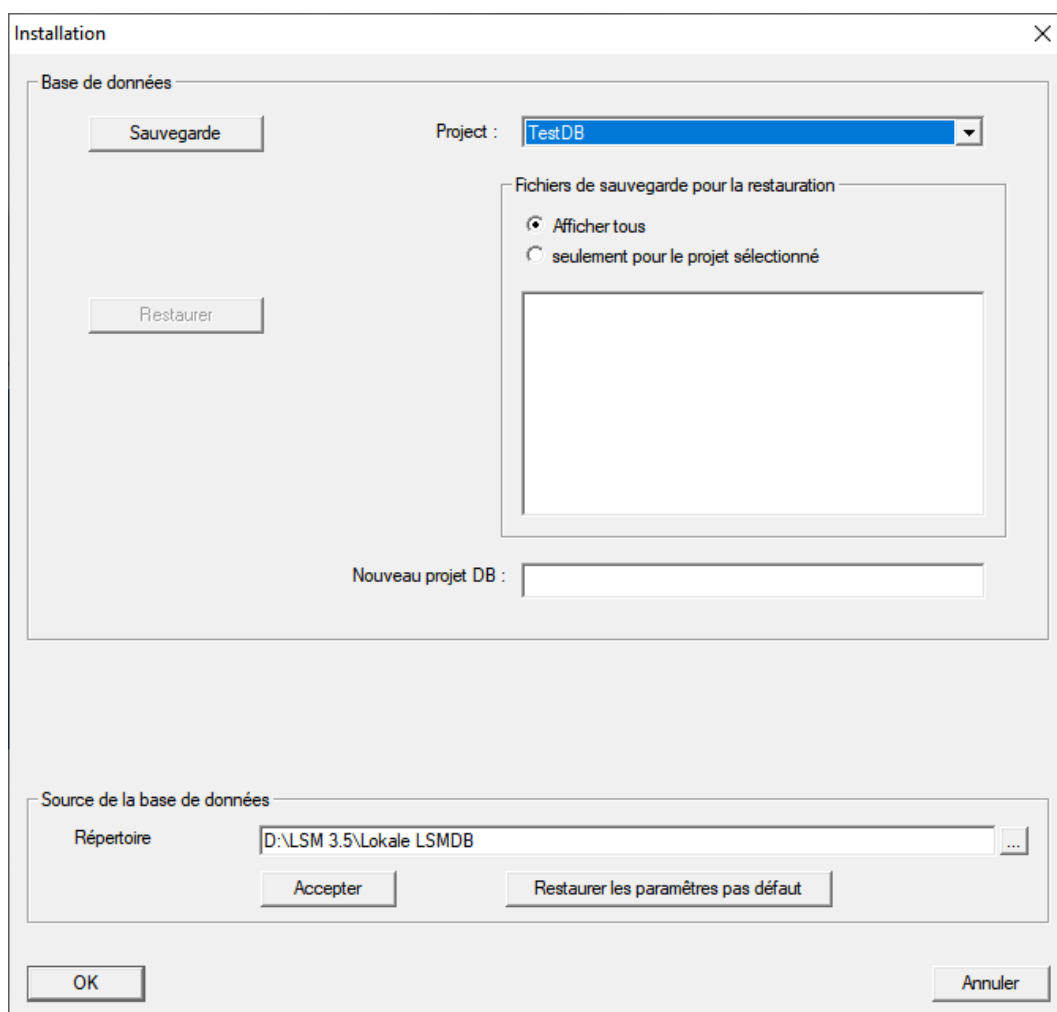 Installation
Base de données
Sauvegarde
Project :
TestDB
Fichiers de sauvegarde pour la restauration
Afficher tous
seulement pour le projet sélectionné
Restaurer
Nouveau projet DB :
Source de la base de données
Répertoire
D:\LSM 3.5\Lokale LSMDB
...
Accepter
Restaurer les paramêtres pas défaut
OK
Annuler